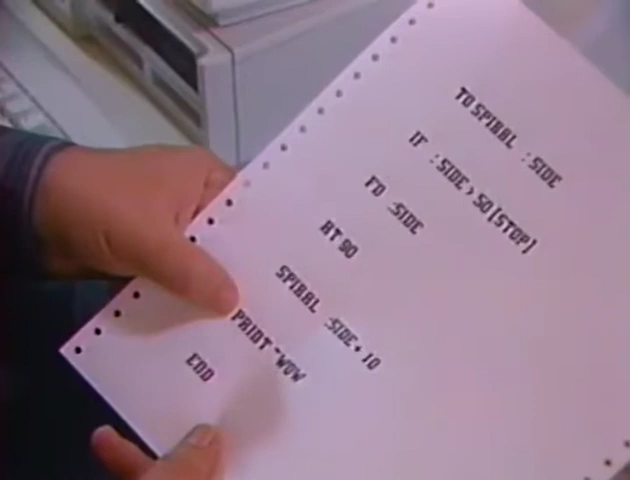 TO SPIRAL :SIDE
IF :SIDE > 50 [STOP]
FD :SIDE
RT 90
SPIRAL :SIDE + 10
PRINT "WOW
END